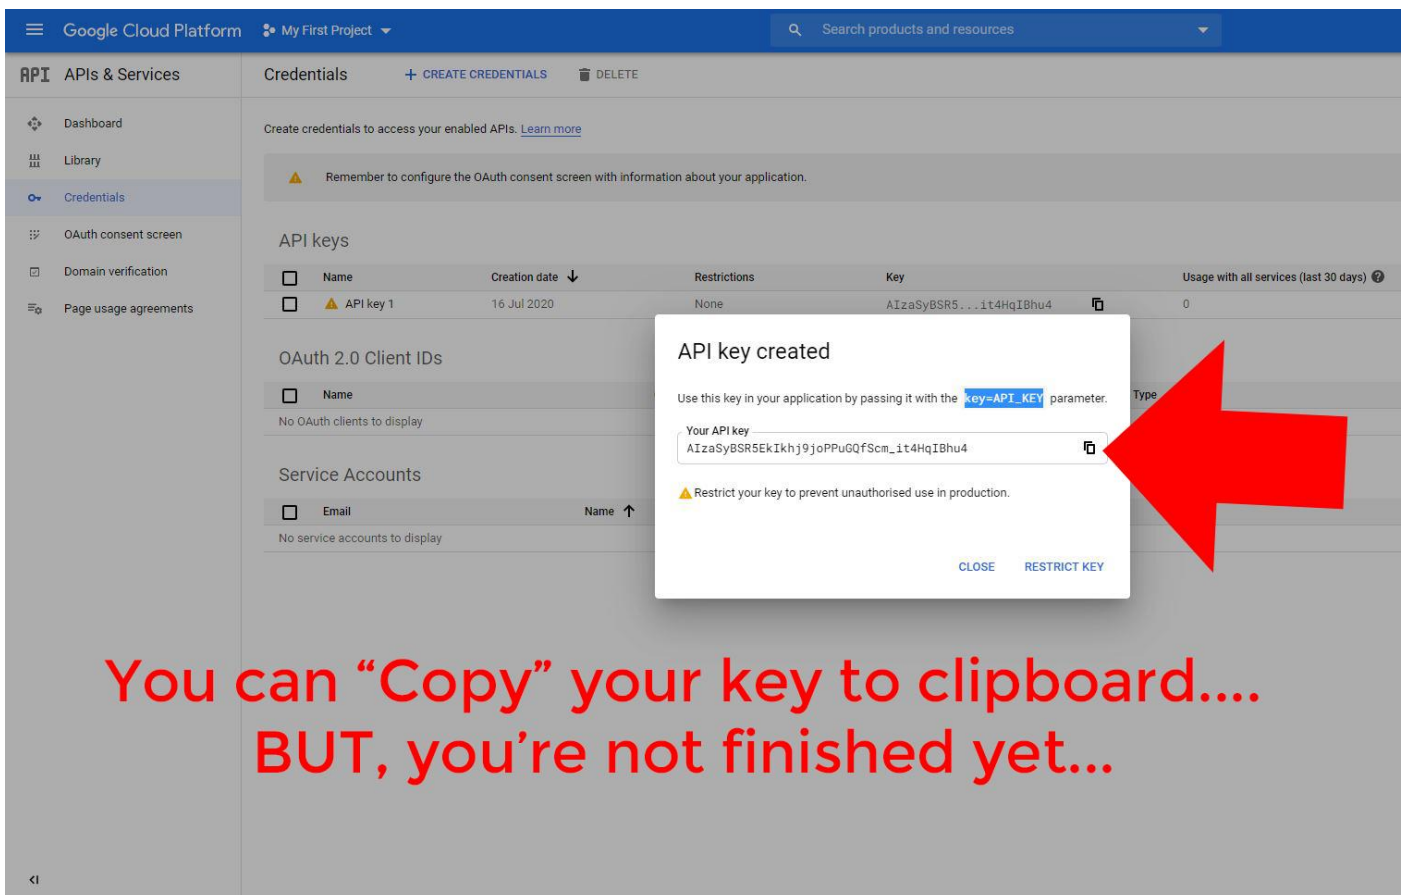 Google Cloud Platform My First Project Search products and resources
API APIs & Services
Credentials + CREATE CREDENTIALS DELETE
Dashboard
Library
Credentials
OAuth consent screen
Domain verification
Page usage agreements
Create credentials to access your enabled APIs. Learn more
Remember to configure the OAuth consent screen with information about your application.
API keys
Name Creation date Restrictions Key Usage with all services (last 30 days)
API key 1 16 Jul 2020 None AIzaSyBSR5...it4HqIBhu4 0
OAuth 2.0 Client IDs
Name Type
No OAuth clients to display
Service Accounts
Email Name
No service accounts to display
API key created
Use this key in your application by passing it with the key=API_KEY parameter.
Your API key
AIzaSyBSR5EkIkhj9joPPuGQfScm_it4HqIBhu4
Restrict your key to prevent unauthorised use in production.
CLOSE RESTRICT KEY
You can “Copy” your key to clipboard....
BUT, you’re not finished yet...